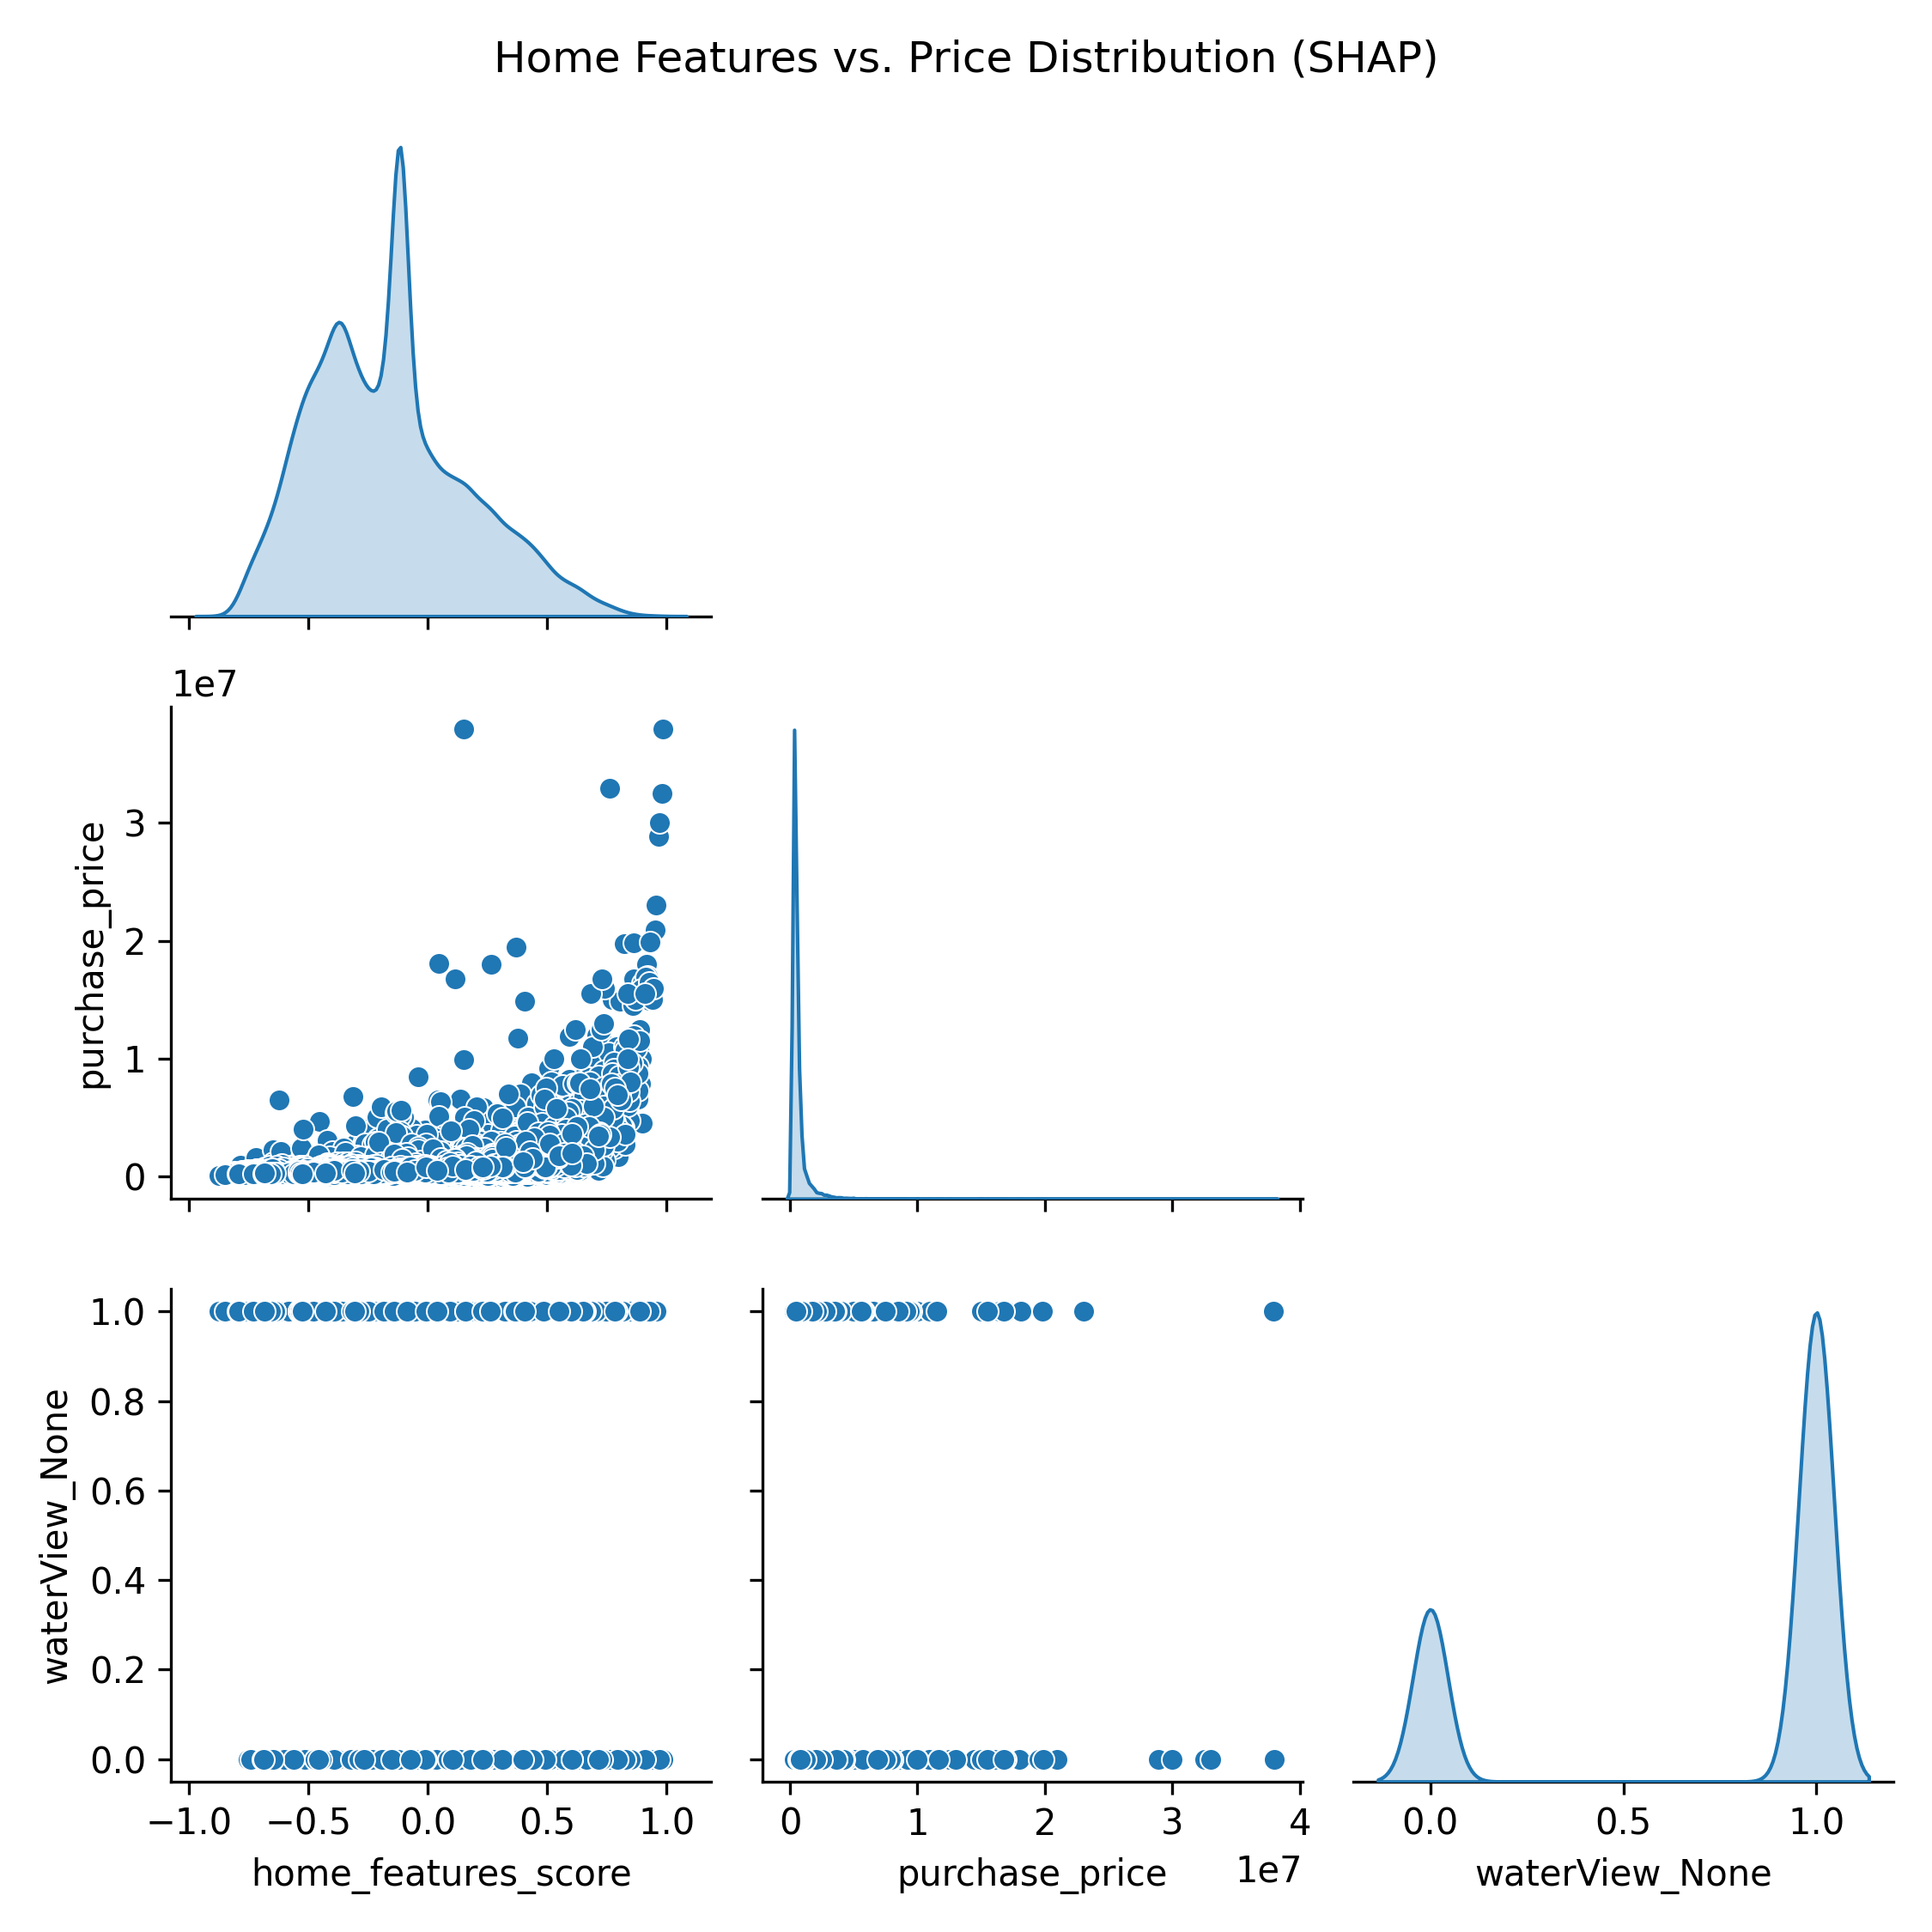 Home Features vs. Price Distribution (SHAP)
1e7
purchase_price
3
2
1
0
waterView_None
1.0
0.8
0.6
0.4
0.2
0.0
−1.0 −0.5 0.0 0.5 1.0
home_features_score
0 1 2 3 4
1e7
purchase_price
0.0 0.5 1.0
waterView_None